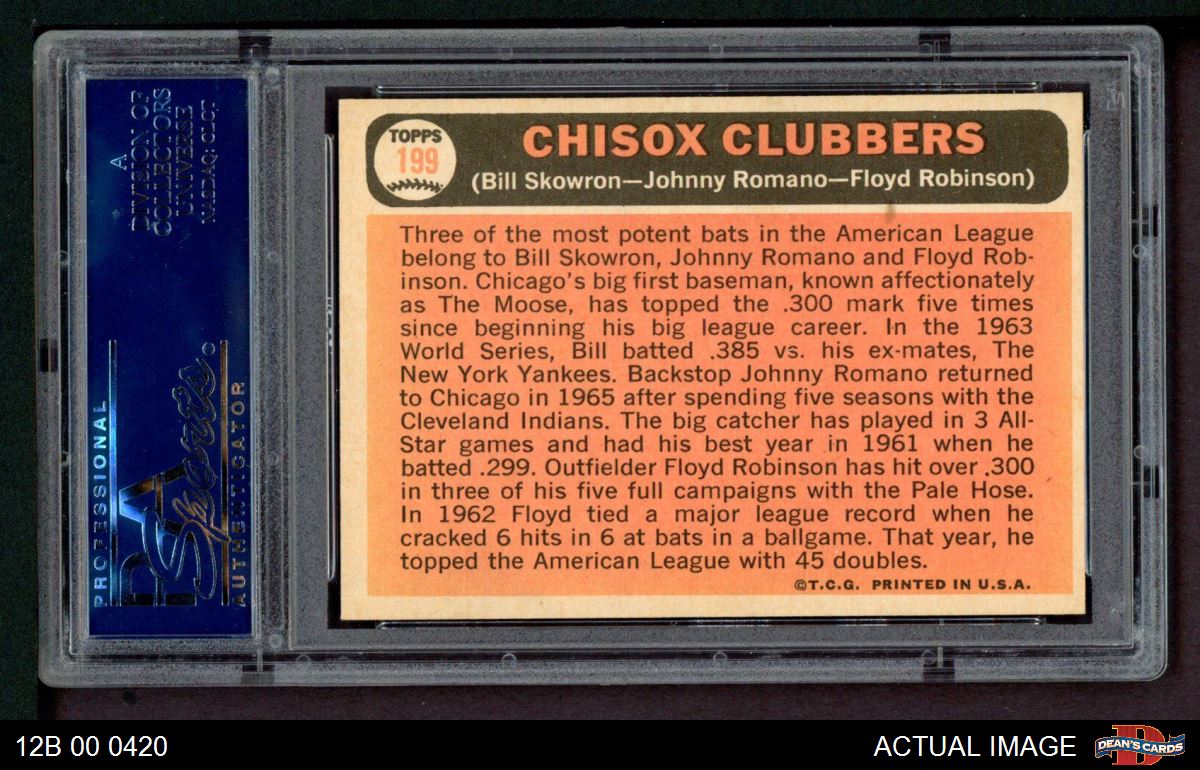 A
DIVISION OF
COLLECTORS
UNIVERSE
NASDAQ: CLCT
PROFESSIONAL
PSA
Sports
AUTHENTICATOR
TOPPS
199
CHISOX CLUBBERS
(Bill Skowron—Johnny Romano—Floyd Robinson)
Three of the most potent bats in the American League
belong to Bill Skowron, Johnny Romano and Floyd Rob-
inson. Chicago's big first baseman, known affectionately
as The Moose, has topped the .300 mark five times
since beginning his big league career. In the 1963
World Series, Bill batted .385 vs. his ex-mates, The
New York Yankees. Backstop Johnny Romano returned
to Chicago in 1965 after spending five seasons with the
Cleveland Indians. The big catcher has played in 3 All-
Star games and had his best year in 1961 when he
batted .299. Outfielder Floyd Robinson has hit over .300
in three of his five full campaigns with the Pale Hose.
In 1962 Floyd tied a major league record when he
cracked 6 hits in 6 at bats in a ballgame. That year, he
topped the American League with 45 doubles.
©T.C.G. PRINTED IN U.S.A.
12B 00 0420
ACTUAL IMAGE
D
DEAN'S CARDS